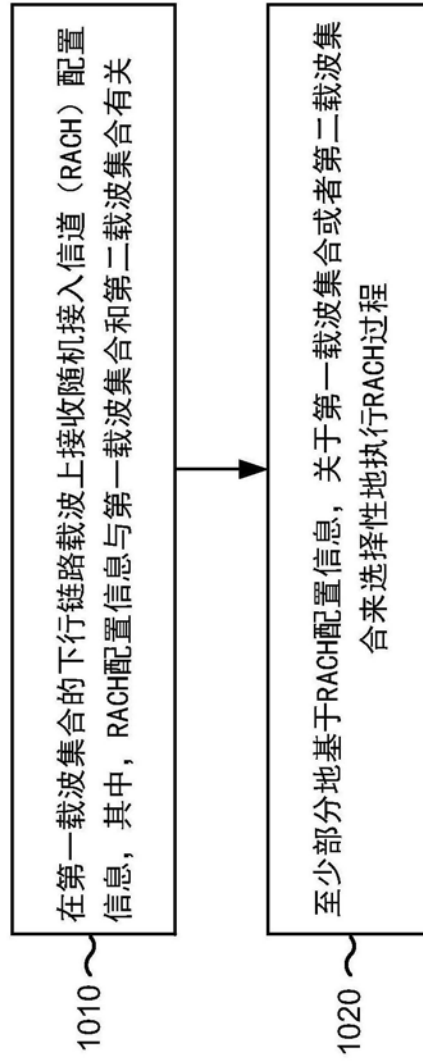 1010
在第一载波集合的下行链路载波上接收随机接入信道（RACH）配置
信息，其中，RACH配置信息与第一载波集合和第二载波集合有关
1020
至少部分地基于RACH配置信息，关于第一载波集合或者第二载波集
合来选择性地执行RACH过程